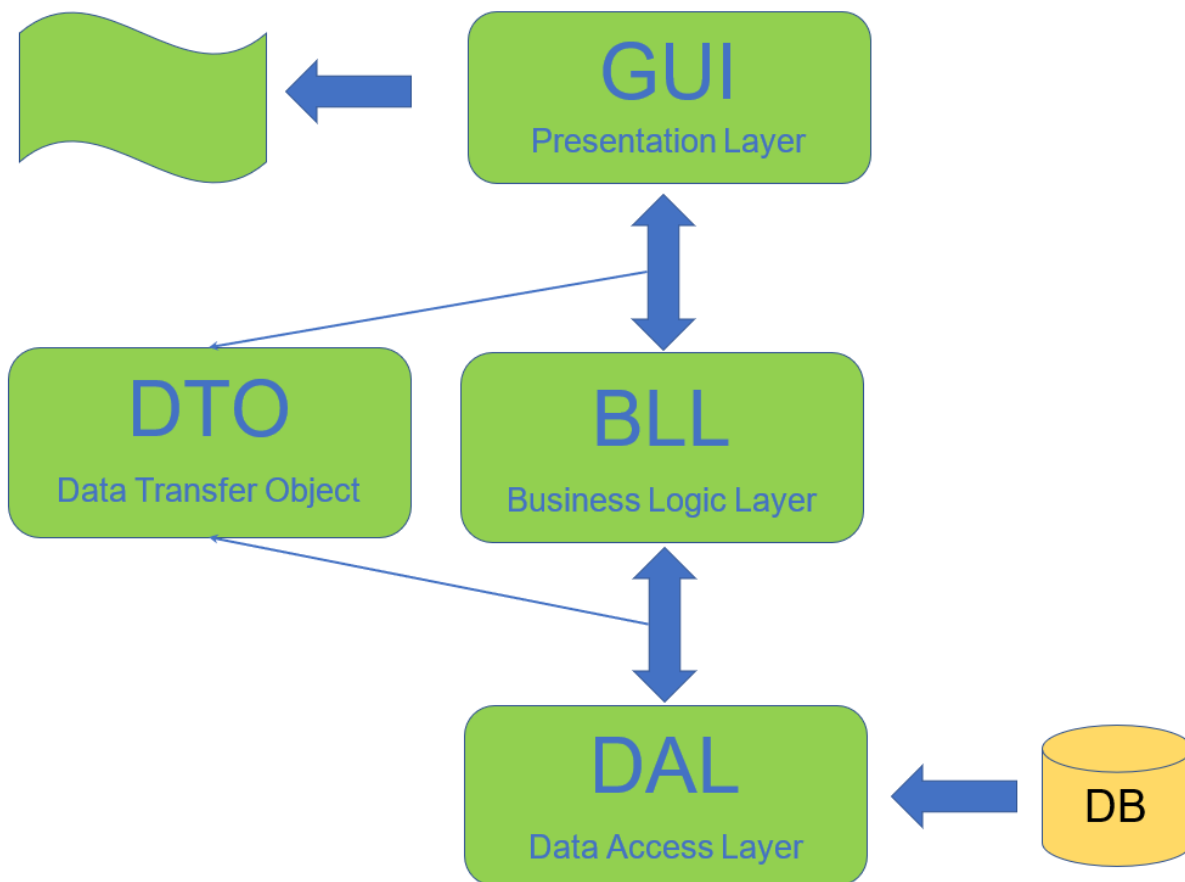 GUI
Presentation Layer
DTO
Data Transfer Object
BLL
Business Logic Layer
DAL
Data Access Layer
DB